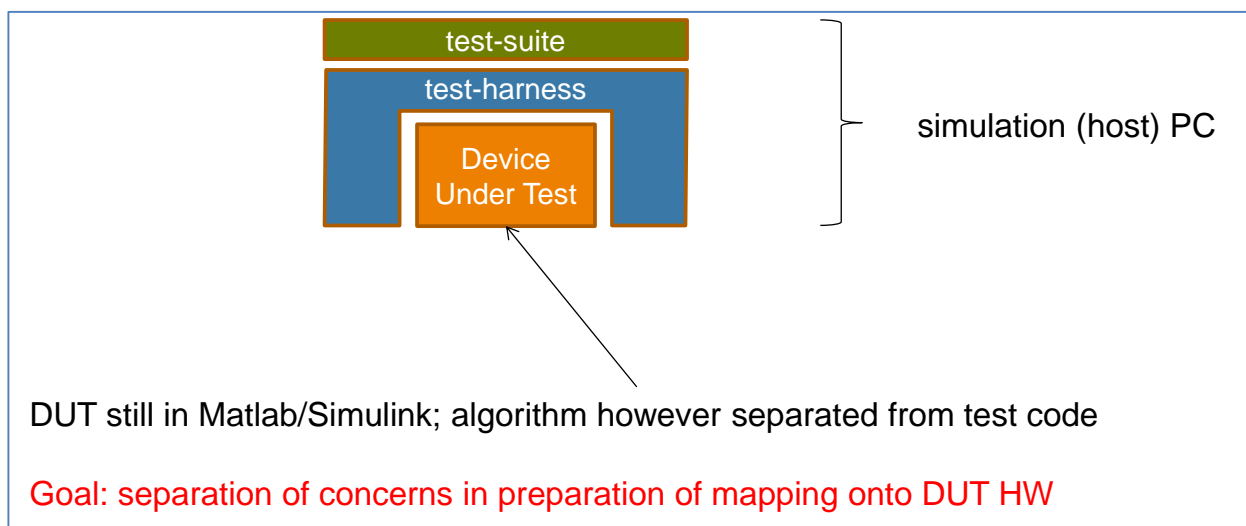 test-suite
test-harness
Device
Under Test
simulation (host) PC
DUT still in Matlab/Simulink; algorithm however separated from test code
Goal: separation of concerns in preparation of mapping onto DUT HW